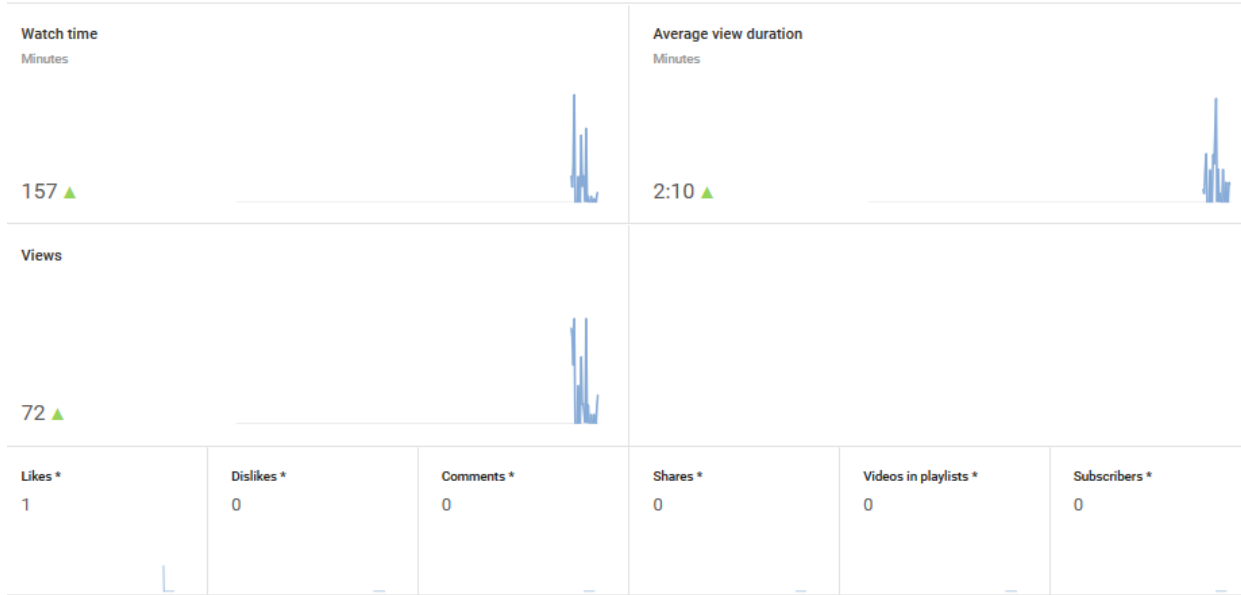 Watch time
Minutes
157
Average view duration
Minutes
2:10
Views
72
Likes *
1
Dislikes *
0
Comments *
0
Shares *
0
Videos in playlists *
0
Subscribers *
0